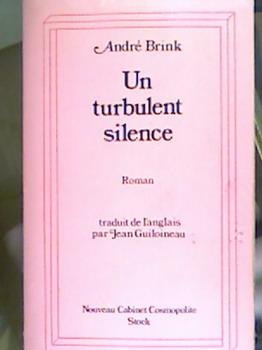 André Brink
Un
turbulent
silence
Roman
traduit de l'anglais
par Jean Guiloineau
Nouveau Cabinet Cosmopolite
Stock